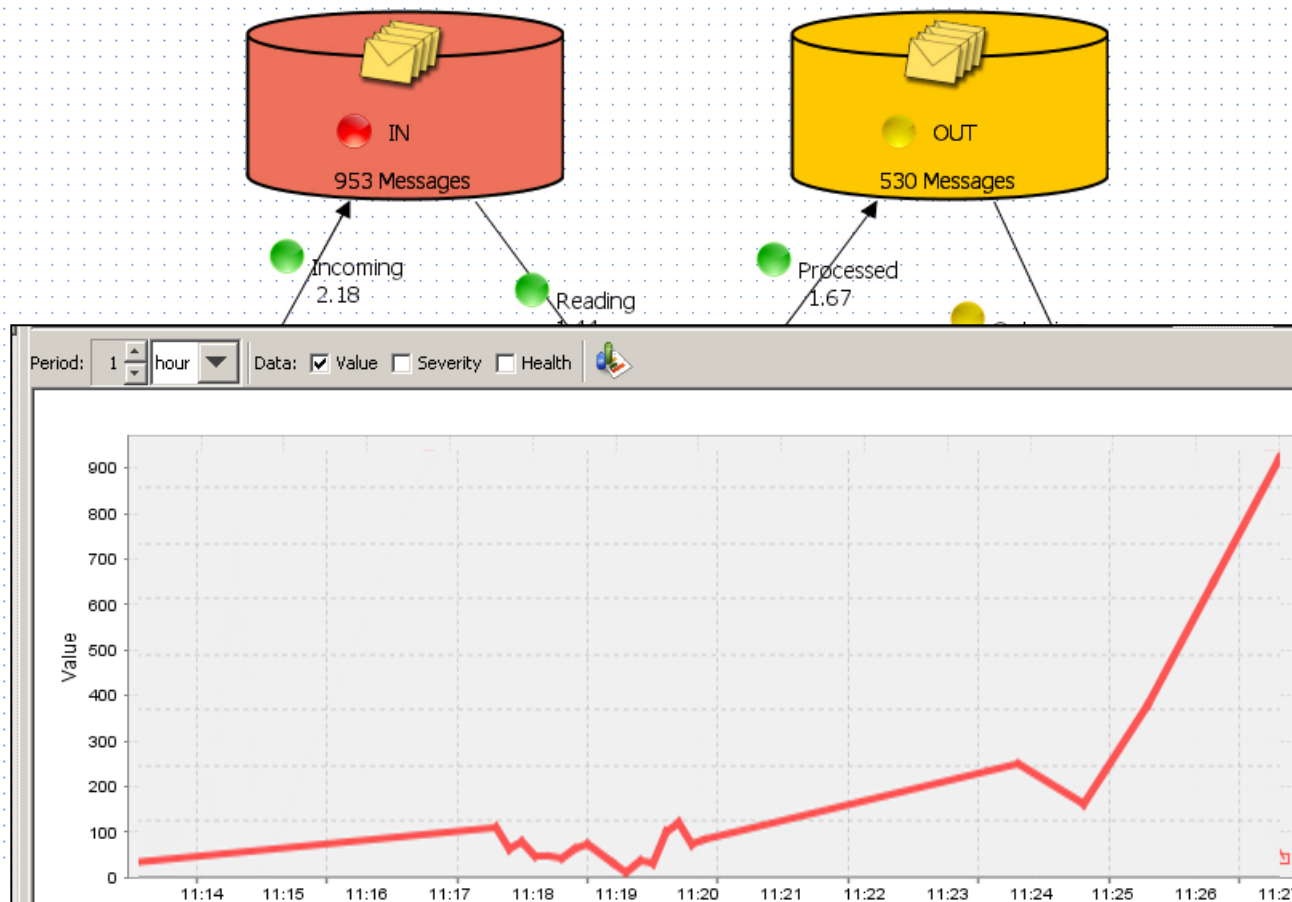 IN
OUT
953 Messages
530 Messages
Incoming
2.18
Processed
1.67
Reading
Period: 1 hour Data: Value Severity Health
900
800
700
600
500
400
300
200
100
0
Value
11:14 11:15 11:16 11:17 11:18 11:19 11:20 11:21 11:22 11:23 11:24 11:25 11:26